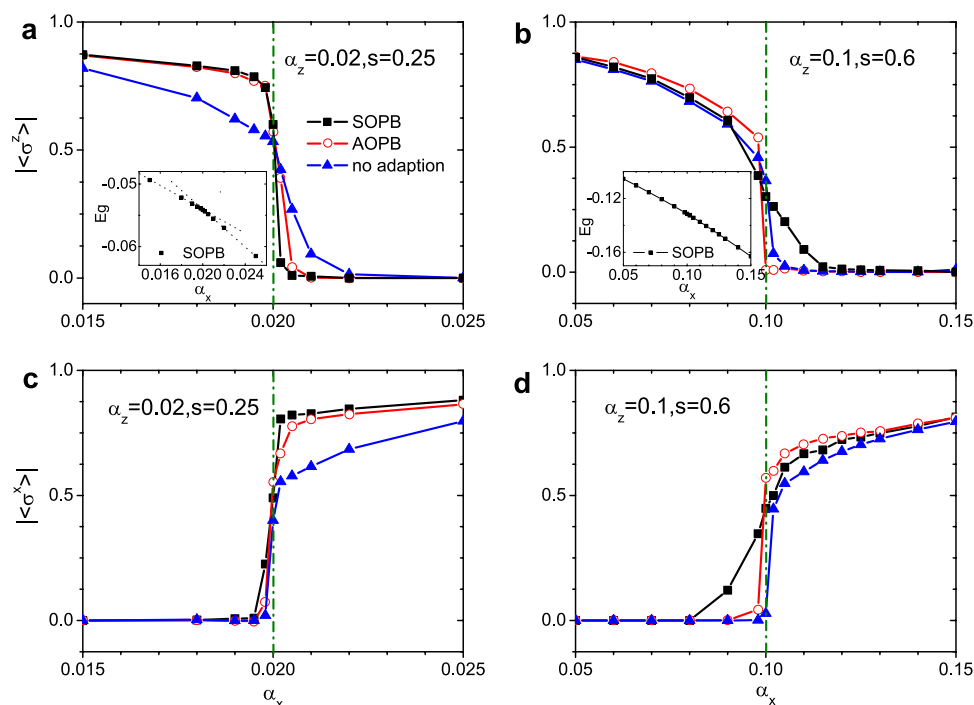 a
α_z=0.02,s=0.25
SOPB
AOPB
no adaption
|<σ^z>|
1.0
0.5
0.0
0.015
0.020
0.025
-0.05
-0.06
Eg
SOPB
0.016
0.020
0.024
α_x
b
α_z=0.1,s=0.6
1.0
0.5
0.0
0.05
0.10
0.15
-0.12
-0.16
Eg
SOPB
0.05
0.10
0.15
α_x
c
α_z=0.02,s=0.25
|<σ^x>|
1.0
0.5
0.0
0.015
0.020
0.025
α_x
d
α_z=0.1,s=0.6
1.0
0.5
0.0
0.05
0.10
0.15
α_x